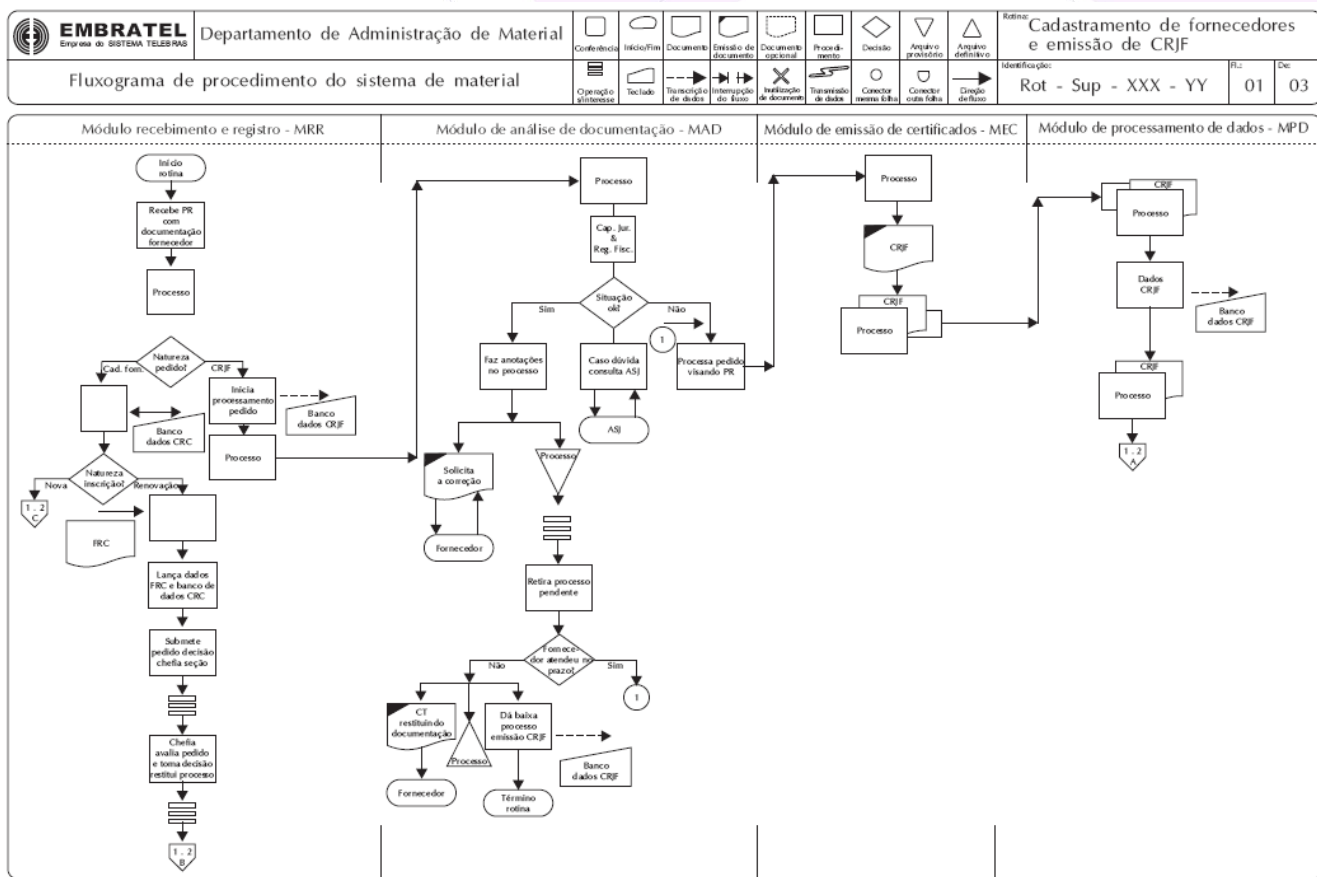 EMBRATEL
Empresa do SISTEMA TELEBRAS
Departamento de Administração de Material
Fluxograma de procedimento do sistema de material
Conferência
Início/Fim
Documento
Emissão de
documento
Documento
opcional
Procedi-
mento
Decisão
Arquivo
provisório
Arquivo
definitivo
Operação
s/interesse
Teclado
Transcrição
de dados
Interrupção
do fluxo
Inutilização
de documento
Transmissão
de dados
Conector
mesma folha
Conector
outra folha
Direção
de fluxo
Rotina:
Cadastramento de fornecedores
e emissão de CRJF
Identificação:
Rot - Sup - XXX - YY
Fl.:
01
De:
03
Módulo recebimento e registro - MRR
Início
rotina
Recebe PR
com
documentação
fornecedor
Processo
Natureza
pedido?
Cad. forn.
CRJF
Inicia
processamento
pedido
Banco
dados CRJF
Banco
dados CRC
Processo
Natureza
inscrição?
Nova
Renovação
1 . 2
C
FRC
Lança dados
FRC e banco de
dados CRC
Submete
pedido decisão
chefia seção
Chefia
avalia pedido
e toma decisão
restitui processo
1 . 2
B
Módulo de análise de documentação - MAD
Processo
Cap. Jur.
&
Reg. Fisc.
Situação
ok?
Sim
Não
1
Faz anotações
no processo
Caso dúvida
consulta ASJ
Processa pedido
visando PR
ASJ
Solicita
a correção
Processo
Fornecedor
Retira processo
pendente
Fornece-
dor atendeu no
prazo?
Não
Sim
1
CT
restituindo
documentação
Processo
Dá baixa
processo
emissão CRJF
Banco
dados CRJF
Fornecedor
Término
rotina
Módulo de emissão de certificados - MEC
Processo
CRJF
CRJF
Processo
Módulo de processamento de dados - MPD
CRJF
Processo
Dados
CRJF
Banco
dados CRJF
CRJF
Processo
1 . 2
A